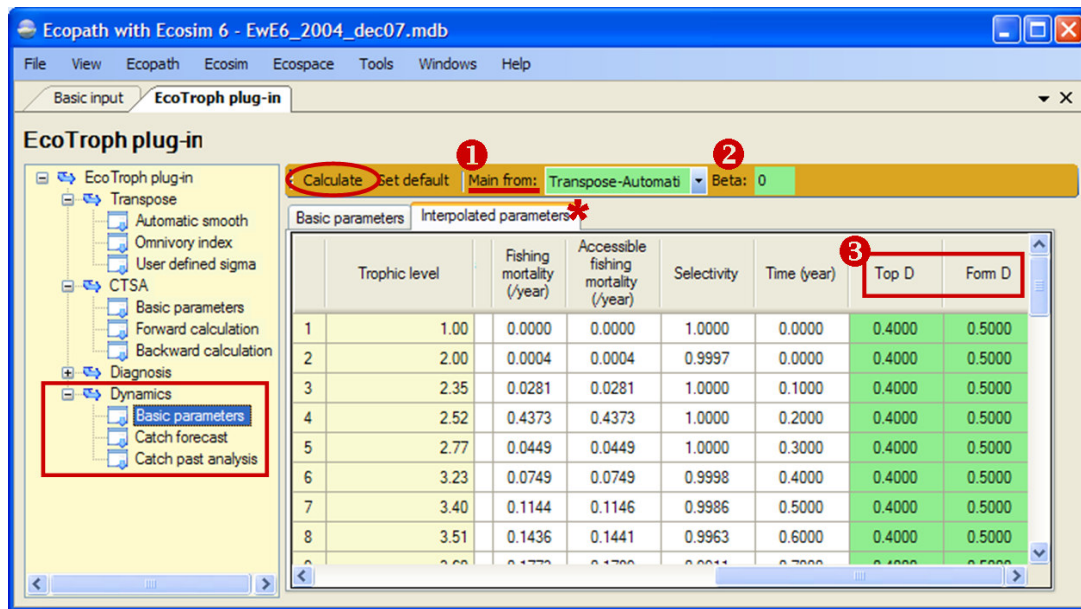 Ecopath with Ecosim 6 - EwE6_2004_dec07.mdb
File View Ecopath Ecosim Ecospace Tools Windows Help
Basic input EcoTroph plug-in
EcoTroph plug-in
EcoTroph plug-in
Transpose
Automatic smooth
Omnivory index
User defined sigma
CTSA
Basic parameters
Forward calculation
Backward calculation
Diagnosis
Dynamics
Basic parameters
Catch forecast
Catch past analysis
1 2
Calculate Set default Main from: Transpose-Automati Beta: 0
Basic parameters Interpolated parameters *
3
Trophic level Fishing mortality (/year) Accessible fishing mortality (/year) Selectivity Time (year) Top D Form D
1 1.00 0.0000 0.0000 1.0000 0.0000 0.4000 0.5000
2 2.00 0.0004 0.0004 0.9997 0.0000 0.4000 0.5000
3 2.35 0.0281 0.0281 1.0000 0.1000 0.4000 0.5000
4 2.52 0.4373 0.4373 1.0000 0.2000 0.4000 0.5000
5 2.77 0.0449 0.0449 1.0000 0.3000 0.4000 0.5000
6 3.23 0.0749 0.0749 0.9998 0.4000 0.4000 0.5000
7 3.40 0.1144 0.1146 0.9986 0.5000 0.4000 0.5000
8 3.51 0.1436 0.1441 0.9963 0.6000 0.4000 0.5000